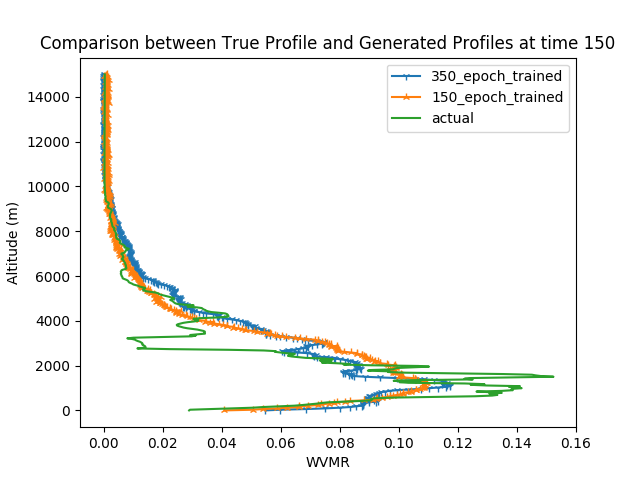 Comparison between True Profile and Generated Profiles at time 150
350_epoch_trained
150_epoch_trained
actual
Altitude (m)
14000
12000
10000
8000
6000
4000
2000
0
0.00 0.02 0.04 0.06 0.08 0.10 0.12 0.14 0.16
WVMR